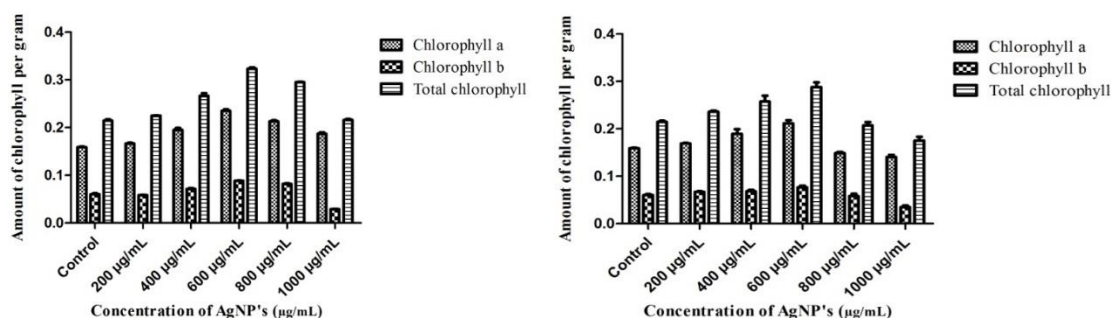 Amount of chlorophyll per gram
0.4
0.3
0.2
0.1
0.0
Control
200 µg/mL
400 µg/mL
600 µg/mL
800 µg/mL
1000 µg/mL
Concentration of AgNP's (µg/mL)
Chlorophyll a
Chlorophyll b
Total chlorophyll
Amount of chlorophyll per gram
0.4
0.3
0.2
0.1
0.0
Control
200 µg/mL
400 µg/mL
600 µg/mL
800 µg/mL
1000 µg/mL
Concentration of AgNP's (µg/mL)
Chlorophyll a
Chlorophyll b
Total chlorophyll